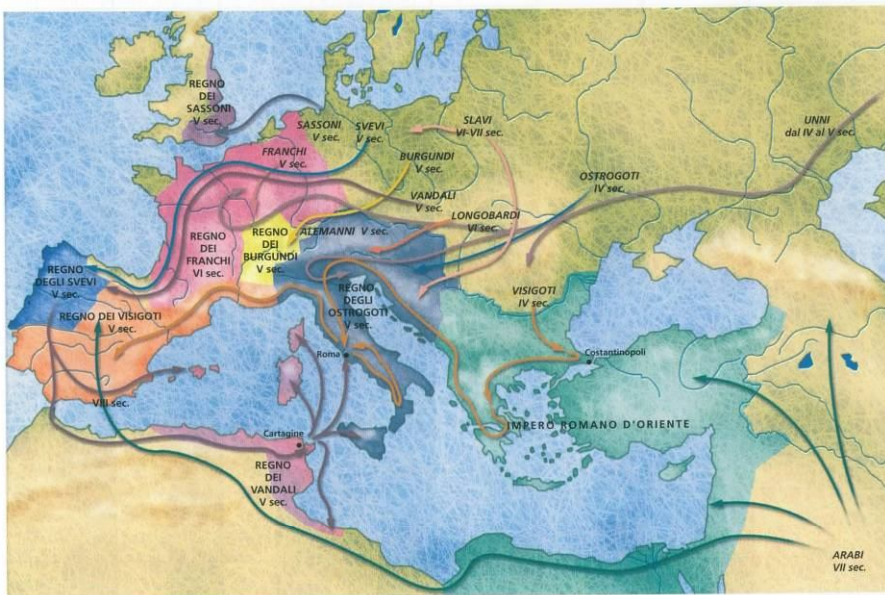 REGNO
DEI
SASSONI
V sec.
SASSONI
V sec.
SVEVI
V sec.
SLAVI
VI-VII sec.
UNNI
dal IV al V sec.
FRANCHI
V sec.
BURGUNDI
V sec.
OSTROGOTI
IV sec.
VANDALI
V sec.
LONGOBARDI
VI sec.
ALEMANNI V sec.
REGNO
DEI
FRANCHI
VI sec.
REGNO
DEI
BURGUNDI
V sec.
REGNO
DEGLI SVEVI
V sec.
REGNO DEI VISIGOTI
V sec.
REGNO
DEGLI
OSTROGOTI
V sec.
VISIGOTI
IV sec.
Roma
Costantinopoli
VIII sec.
IMPERO ROMANO D'ORIENTE
Cartagine
REGNO
DEI
VANDALI
V sec.
ARABI
VII sec.